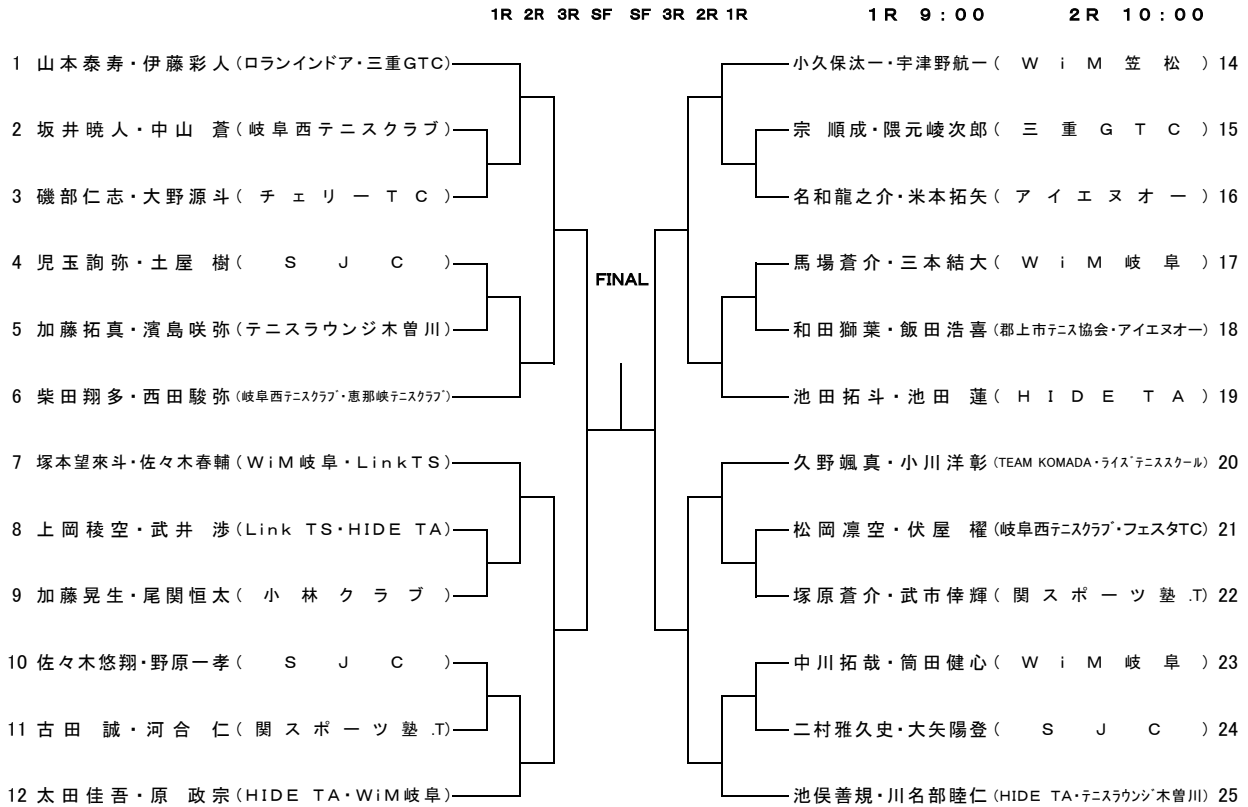 1R 2R 3R SF SF 3R 2R 1R 1R 9:00 2R 10:00
1 山本泰寿・伊藤彩人(ロランインドア・三重GTC)
2 坂井暁人・中山 蒼(岐阜西テニスクラブ)
3 磯部仁志・大野源斗(チェリーTC)
4 児玉詢弥・土屋 樹(SJC)
5 加藤拓真・濱島咲弥(テニスラウンジ木曽川)
6 柴田翔多・西田駿弥(岐阜西テニスクラブ・恵那峡テニスクラブ)
7 塚本望來斗・佐々木春輔(WiM岐阜・LinkTS)
8 上岡稜空・武井 渉(Link TS・HIDE TA)
9 加藤晃生・尾関恒太(小林クラブ)
10 佐々木悠翔・野原一孝(SJC)
11 古田 誠・河合 仁(関スポーツ塾.T)
12 太田佳吾・原 政宗(HIDE TA・WiM岐阜)
FINAL
小久保汰一・宇津野航一(WiM笠松) 14
宗 順成・隈元崚次郎(三重GTC) 15
名和龍之介・米本拓矢(アイエヌオー) 16
馬場蒼介・三本結大(WiM岐阜) 17
和田獅葉・飯田浩喜(郡上市テニス協会・アイエヌオー) 18
池田拓斗・池田 蓮(HIDE TA) 19
久野颯真・小川洋彰(TEAM KOMADA・ライズテニススクール) 20
松岡凛空・伏屋 櫂(岐阜西テニスクラブ・フェスタTC) 21
塚原蒼介・武市倖輝(関スポーツ塾.T) 22
中川拓哉・筒田健心(WiM岐阜) 23
二村雅久史・大矢陽登(SJC) 24
池俣善規・川名部睦仁(HIDE TA・テニスラウンジ木曽川) 25